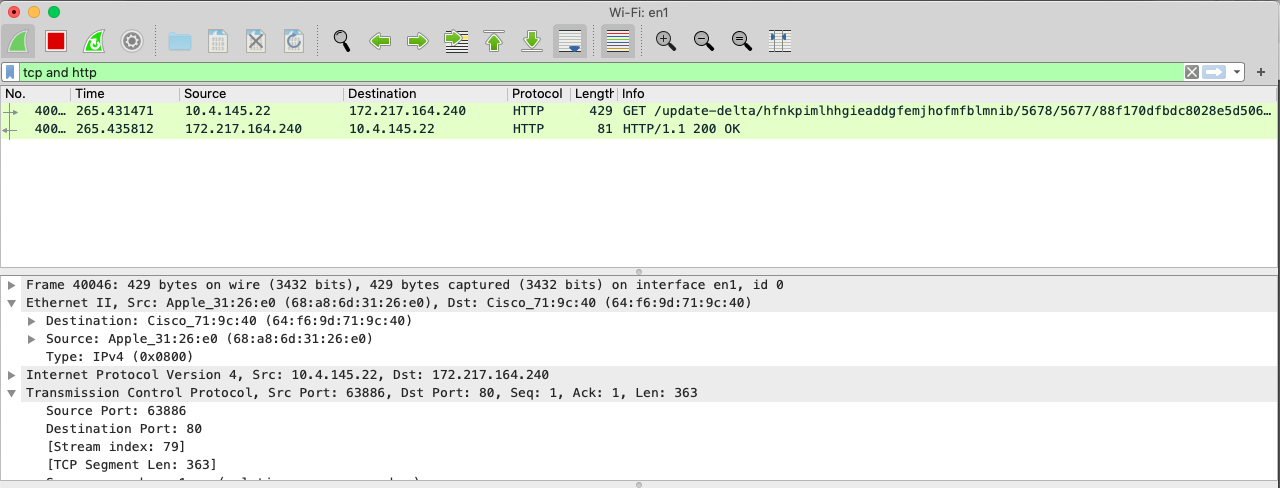 Wi-Fi: en1
tcp and http
No. Time Source Destination Protocol Length Info
400… 265.431471 10.4.145.22 172.217.164.240 HTTP 429 GET /update-delta/hfnkpimlhhgieaddgfemjhofmfblmnib/5678/5677/88f170dfbdc8028e5d506…
400… 265.435812 172.217.164.240 10.4.145.22 HTTP 81 HTTP/1.1 200 OK
Frame 40046: 429 bytes on wire (3432 bits), 429 bytes captured (3432 bits) on interface en1, id 0
Ethernet II, Src: Apple_31:26:e0 (68:a8:6d:31:26:e0), Dst: Cisco_71:9c:40 (64:f6:9d:71:9c:40)
Destination: Cisco_71:9c:40 (64:f6:9d:71:9c:40)
Source: Apple_31:26:e0 (68:a8:6d:31:26:e0)
Type: IPv4 (0x0800)
Internet Protocol Version 4, Src: 10.4.145.22, Dst: 172.217.164.240
Transmission Control Protocol, Src Port: 63886, Dst Port: 80, Seq: 1, Ack: 1, Len: 363
Source Port: 63886
Destination Port: 80
[Stream index: 79]
[TCP Segment Len: 363]